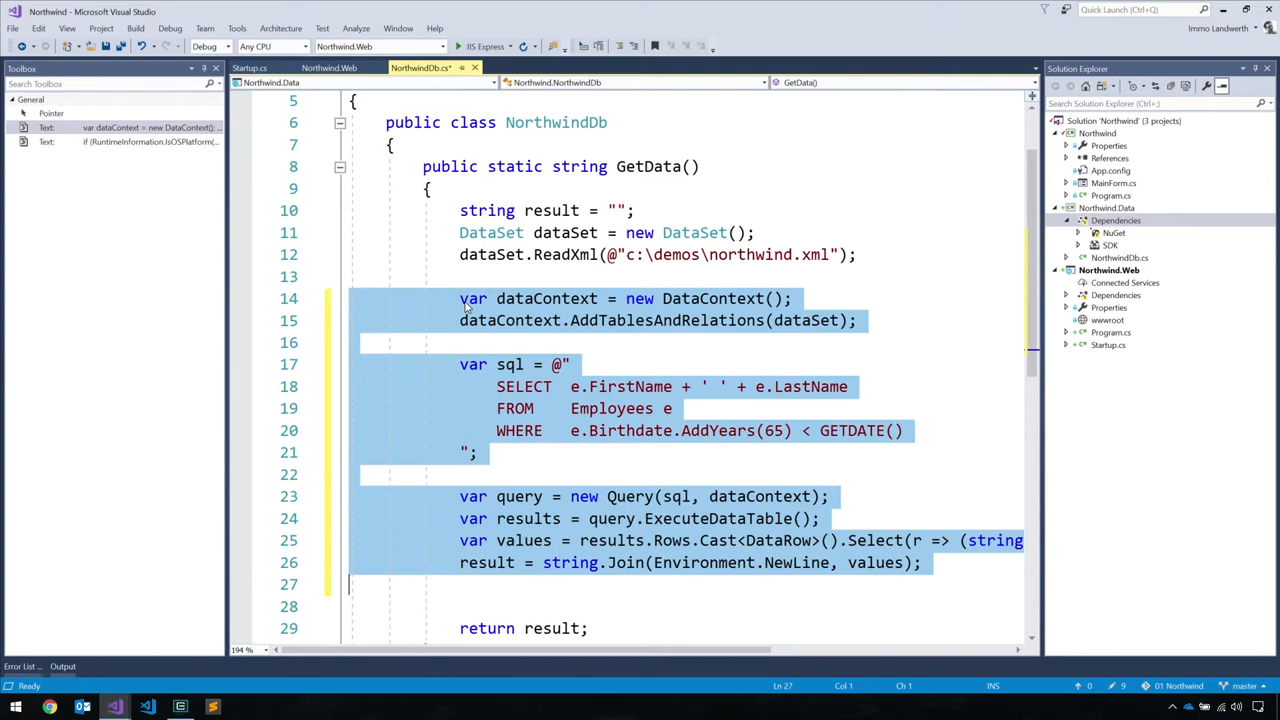 Northwind - Microsoft Visual Studio
Quick Launch (Ctrl+Q)
File Edit View Project Build Debug Team Tools Architecture Test Analyze Window Help
Immo Landwerth
Debug Any CPU Northwind.Web IIS Express
Toolbox
Startup.cs Northwind.Web NorthwindDb.cs*
Solution Explorer
Search Toolbox
Northwind.Data Northwind.NorthwindDb GetData()
General
Pointer
Text: var dataContext = new DataContext(); ...
Text: if (RuntimeInformation.IsOSPlatform(...
5 {
6 public class NorthwindDb
7 {
8 public static string GetData()
9 {
10 string result = "";
11 DataSet dataSet = new DataSet();
12 dataSet.ReadXml(@"c:\demos\northwind.xml");
13
14 var dataContext = new DataContext();
15 dataContext.AddTablesAndRelations(dataSet);
16
17 var sql = @"
18 SELECT e.FirstName + ' ' + e.LastName
19 FROM Employees e
20 WHERE e.Birthdate.AddYears(65) < GETDATE()
21 ";
22
23 var query = new Query(sql, dataContext);
24 var results = query.ExecuteDataTable();
25 var values = results.Rows.Cast<DataRow>().Select(r => (string
26 result = string.Join(Environment.NewLine, values);
27
28
29 return result;
194 %
Search Solution Explorer (Ctrl+;)
Solution 'Northwind' (3 projects)
Northwind
Properties
References
App.config
MainForm.cs
Program.cs
Northwind.Data
Dependencies
NuGet
SDK
NorthwindDb.cs
Northwind.Web
Connected Services
Dependencies
Properties
wwwroot
Program.cs
Startup.cs
Error List ... Output
Ready Ln 27 Col 1 Ch 1 INS 0 9 01 Northwind master